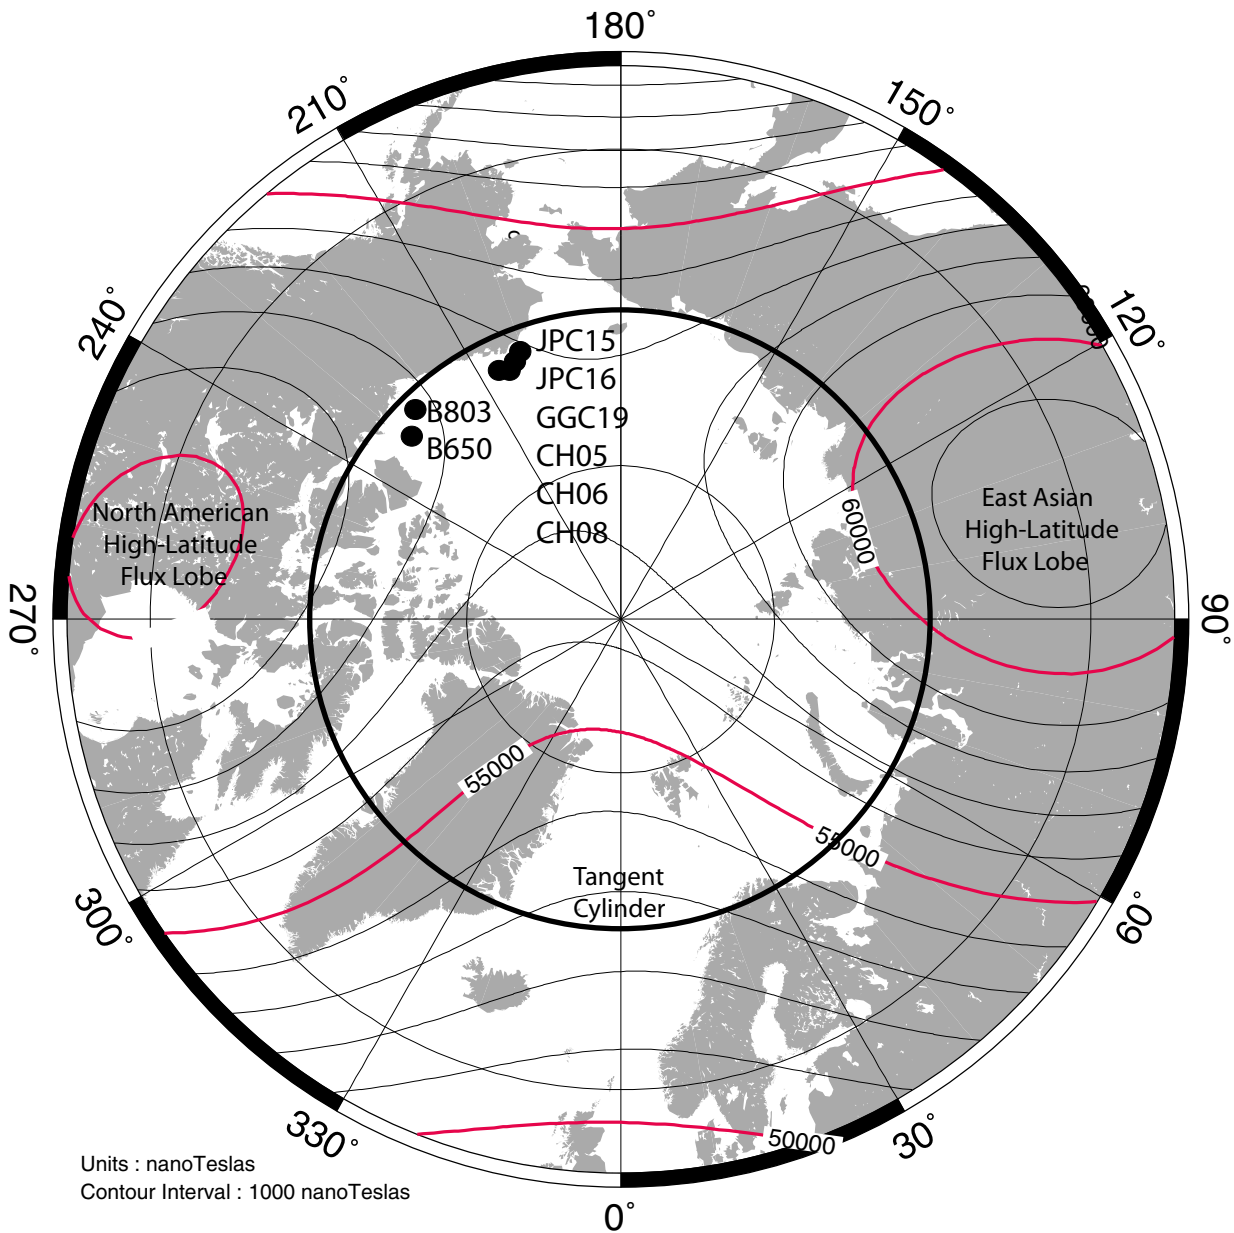 180°
210°
150°
240°
120°
JPC15
JPC16
B803
GGC19
B650
CH05
CH06
CH08
North American
High-Latitude
Flux Lobe
East Asian
High-Latitude
Flux Lobe
60000
270°
90°
55000
55000
Tangent
Cylinder
300°
60°
330°
30°
50000
0°
Units : nanoTeslas
Contour Interval : 1000 nanoTeslas